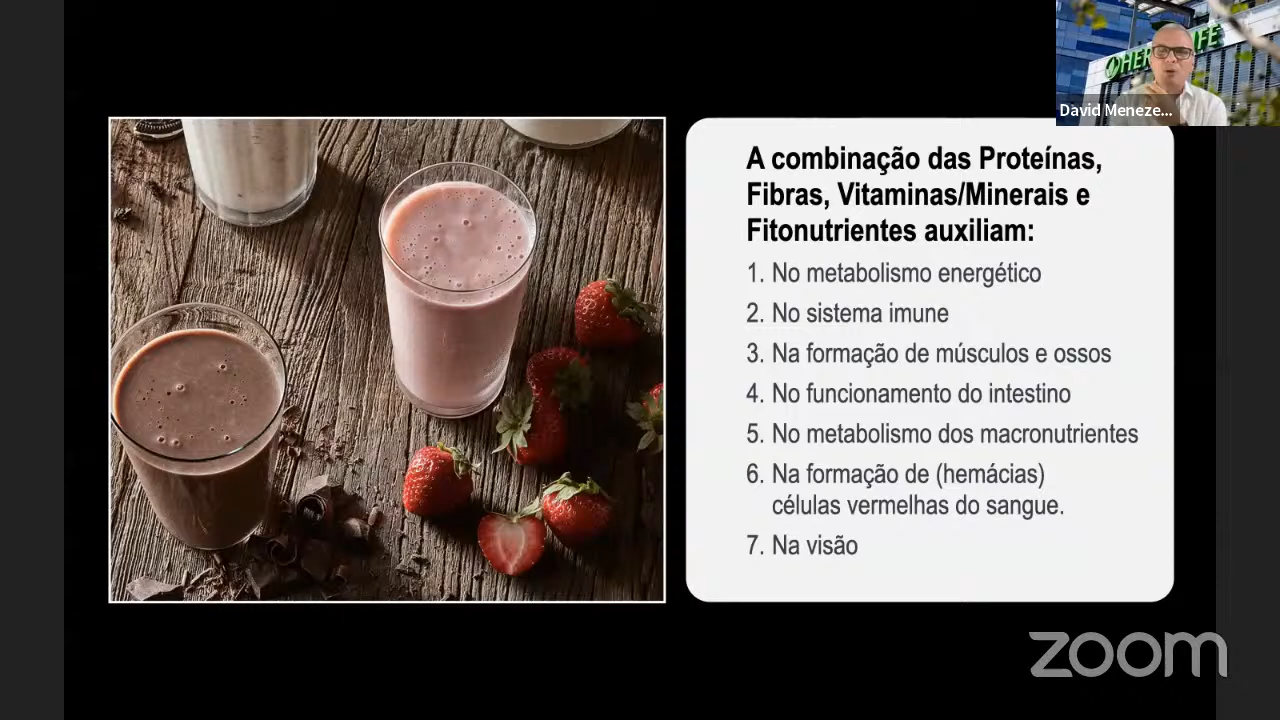 HERBALIFE
David Meneze...
A combinação das Proteínas,
Fibras, Vitaminas/Minerais e
Fitonutrientes auxiliam:
1. No metabolismo energético
2. No sistema imune
3. Na formação de músculos e ossos
4. No funcionamento do intestino
5. No metabolismo dos macronutrientes
6. Na formação de (hemácias)
células vermelhas do sangue.
7. Na visão
zoom